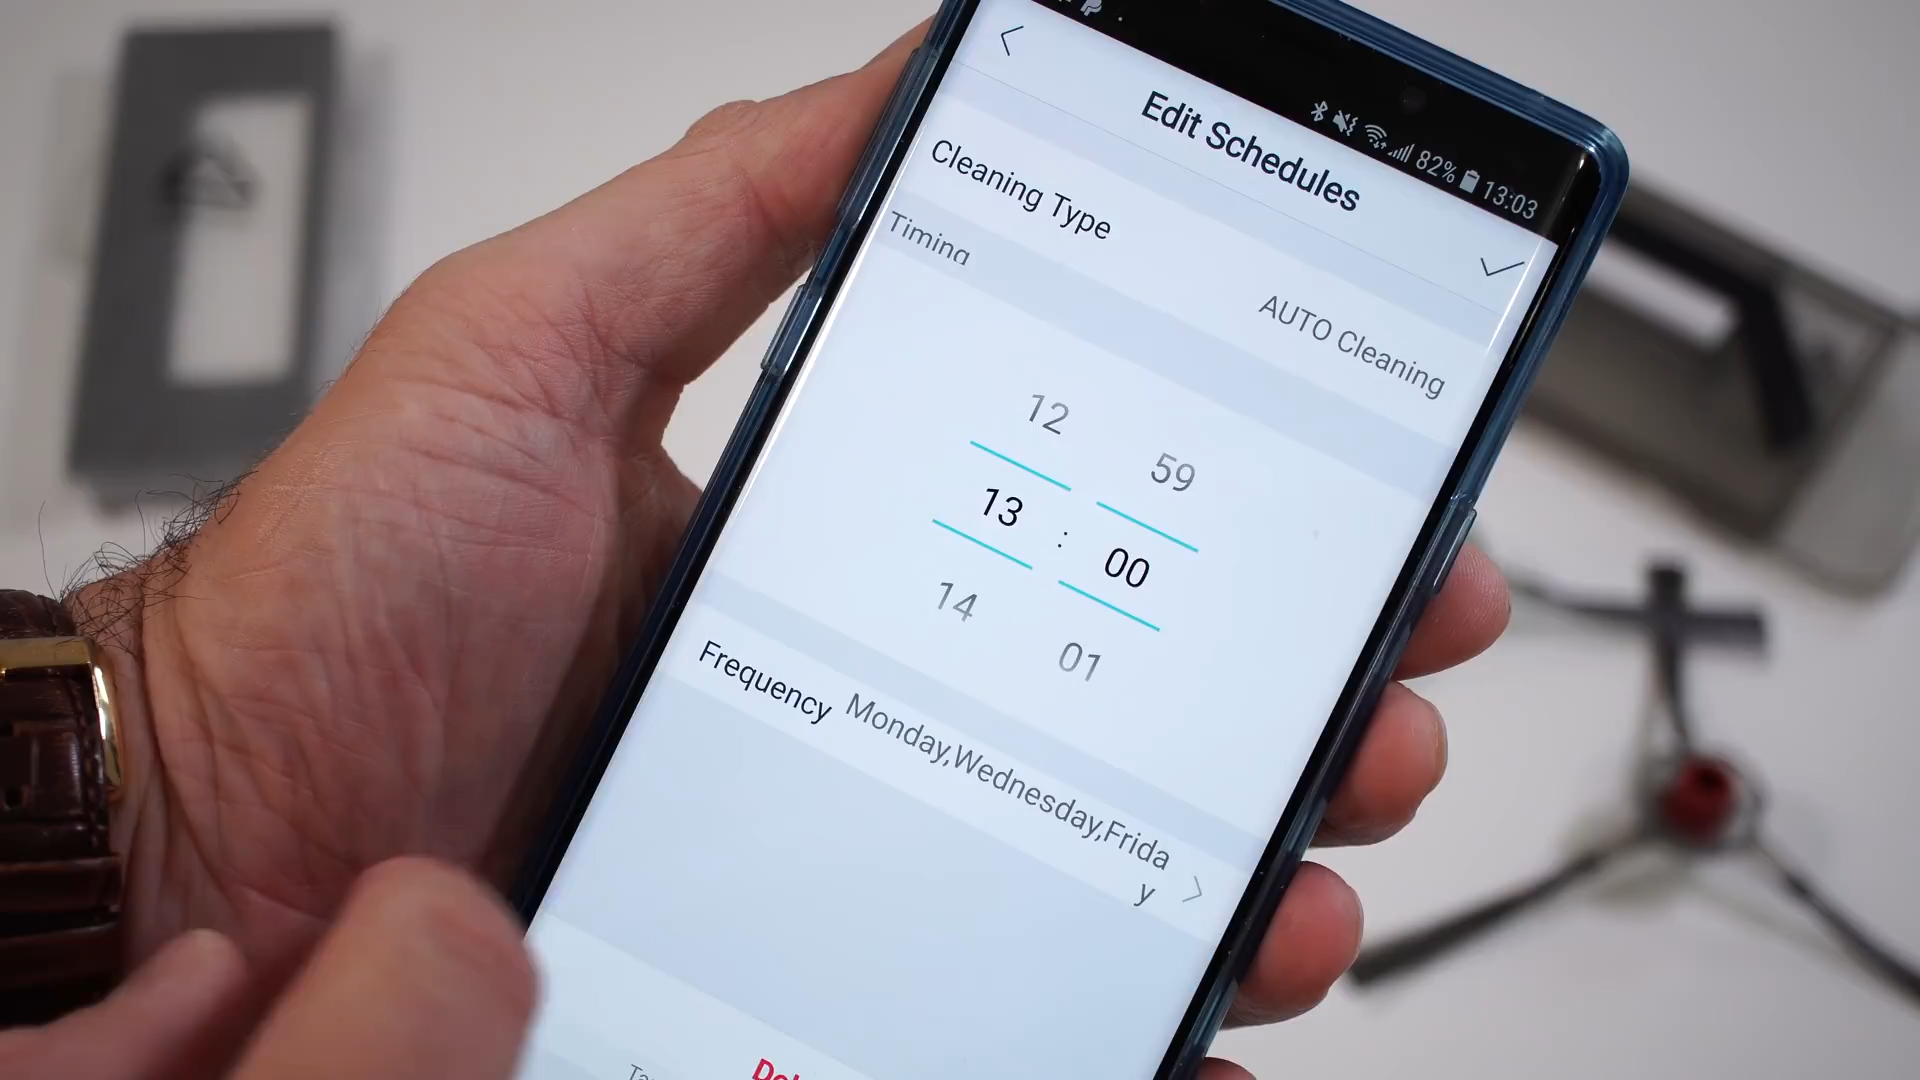 82% 13:03
Edit Schedules
Cleaning Type
AUTO Cleaning
Timing
12 59
13 : 00
14 01
Frequency Monday,Wednesday,Frida
y